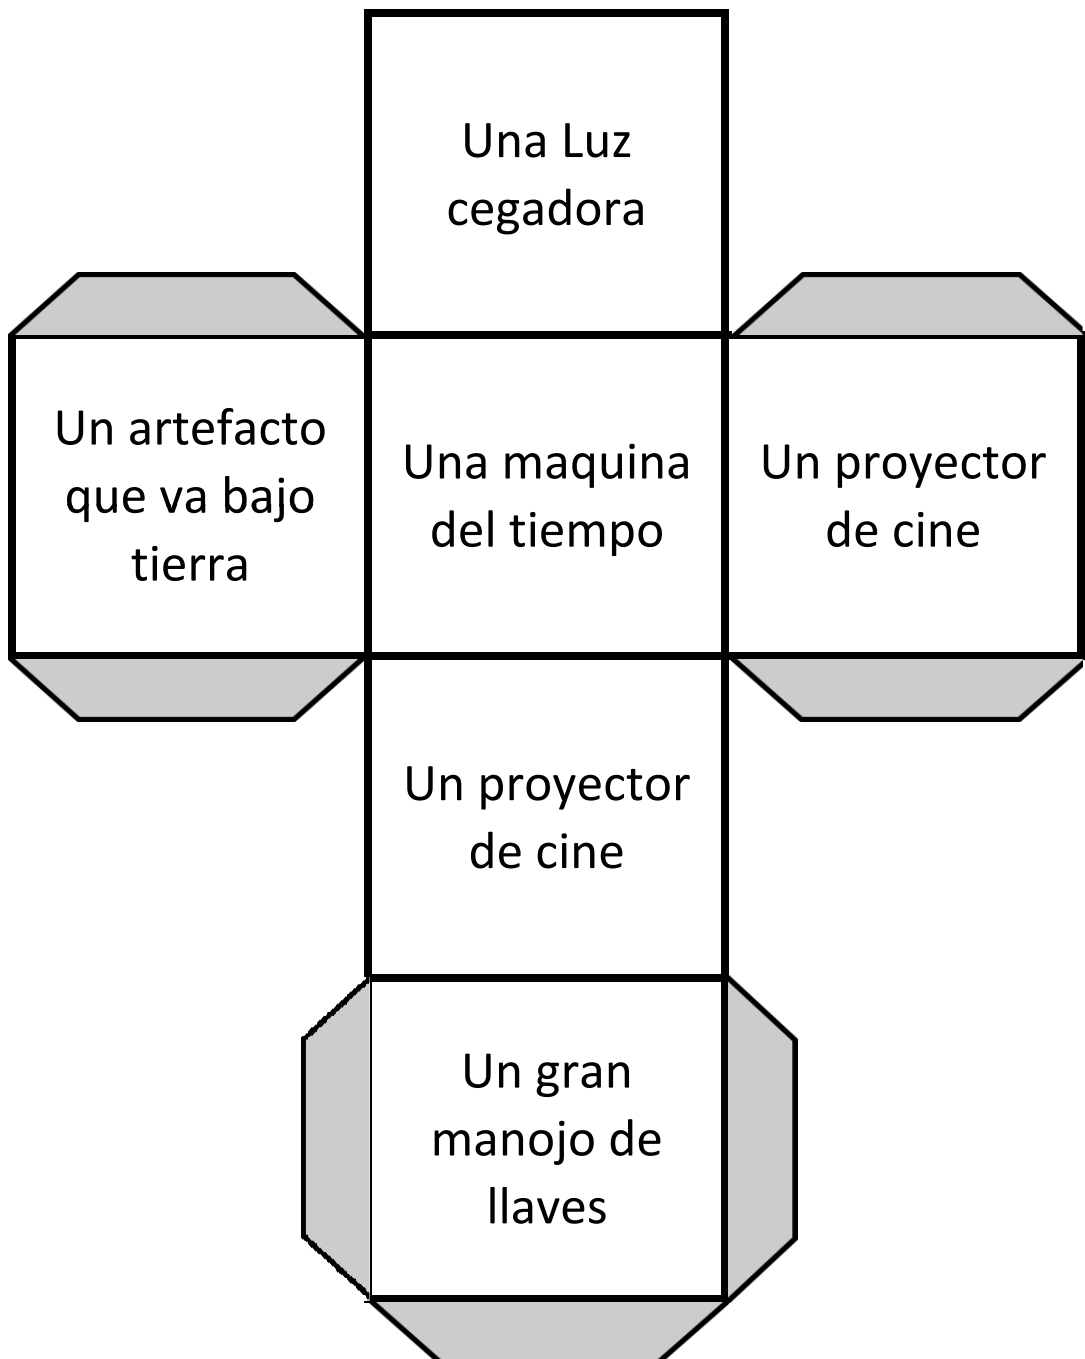 Una Luz
cegadora
Un artefacto
que va bajo
tierra
Una maquina
del tiempo
Un proyector
de cine
Un proyector
de cine
Un gran
manojo de
llaves